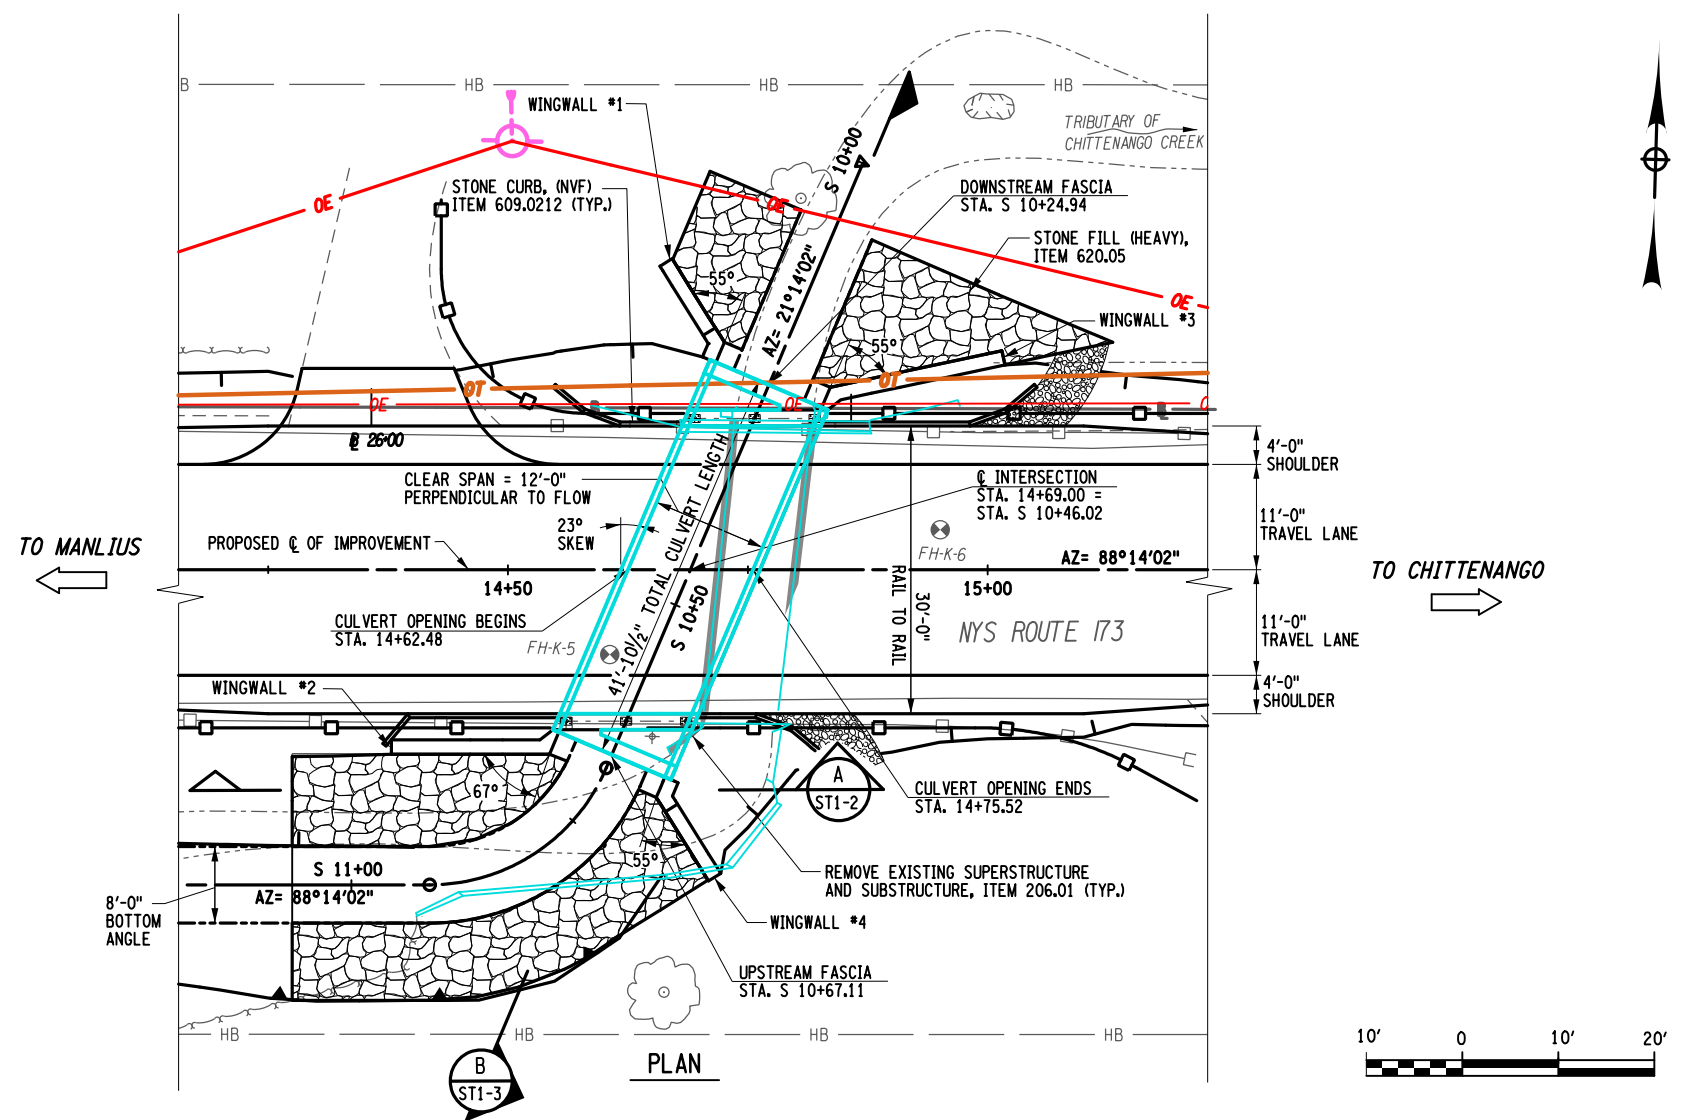 B
HB
HB
HB
WINGWALL #1
TRIBUTARY OF
CHITTENANGO CREEK
S 10+00
STONE CURB, (NVF)
ITEM 609.0212 (TYP.)
DOWNSTREAM FASCIA
STA. S 10+24.94
OE
OE
STONE FILL (HEAVY),
ITEM 620.05
AZ= 21°14'02"
55°
OE
WINGWALL #3
55°
OT
OT
OE
OE
O
℄ 26+00
4'-0"
SHOULDER
CLEAR SPAN = 12'-0"
PERPENDICULAR TO FLOW
℄ INTERSECTION
STA. 14+69.00 =
STA. S 10+46.02
23°
SKEW
11'-0"
TRAVEL LANE
TO MANLIUS
PROPOSED ℄ OF IMPROVEMENT
FH-K-6
AZ= 88°14'02"
TO CHITTENANGO
14+50
15+00
41'-10½" TOTAL CULVERT LENGTH
S 10+50
30'-0"
RAIL TO RAIL
CULVERT OPENING BEGINS
STA. 14+62.48
FH-K-5
NYS ROUTE 173
11'-0"
TRAVEL LANE
WINGWALL #2
4'-0"
SHOULDER
67°
A
ST1-2
CULVERT OPENING ENDS
STA. 14+75.52
55°
S 11+00
AZ= 88°14'02"
REMOVE EXISTING SUPERSTRUCTURE
AND SUBSTRUCTURE, ITEM 206.01 (TYP.)
8'-0"
BOTTOM
ANGLE
WINGWALL #4
UPSTREAM FASCIA
STA. S 10+67.11
HB
HB
HB
HB
B
ST1-3
PLAN
10' 0 10' 20'